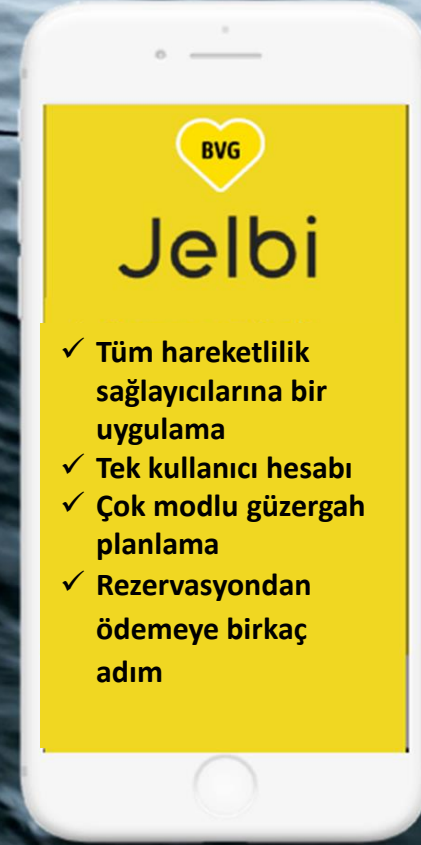 BVG
Jelbi
✓ Tüm hareketlilik
sağlayıcılarına bir
uygulama
✓ Tek kullanıcı hesabı
✓ Çok modlu güzergah
planlama
✓ Rezervasyondan
ödemeye birkaç
adım